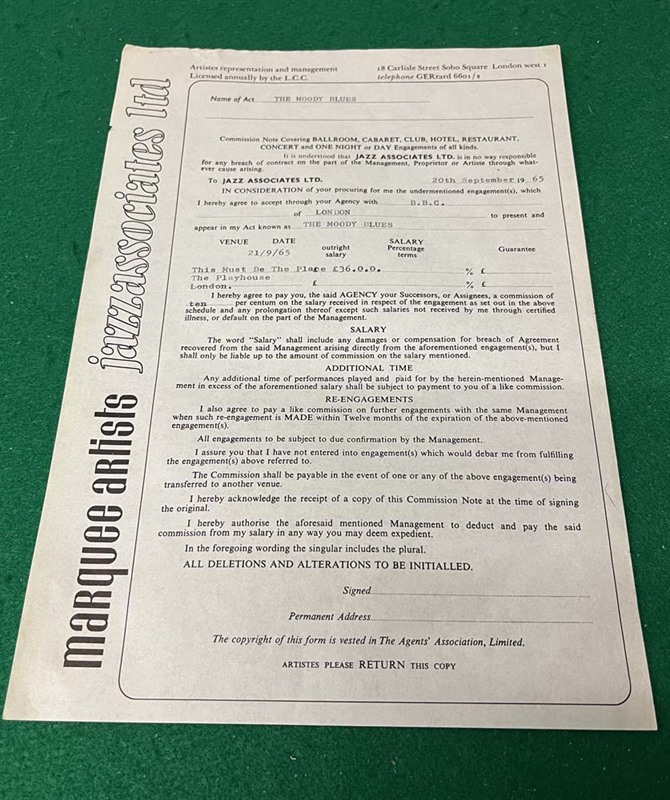 Artistes representation and management
Licensed annually by the L.C.C.
18 Carlisle Street Soho Square London west 1
telephone GERrard 6601/2
marquee artists jazzassociates ltd
Name of Act THE MOODY BLUES
Commission Note Covering BALLROOM, CABARET, CLUB, HOTEL, RESTAURANT,
CONCERT and ONE NIGHT or DAY Engagements of all kinds.
It is understood that JAZZ ASSOCIATES LTD. is in no way responsible
for any breach of contract on the part of the Management, Proprietor or Artiste through what-
ever cause arising.
To JAZZ ASSOCIATES LTD. 20th September 19 65
IN CONSIDERATION of your procuring for me the undermentioned engagement(s), which
I hereby agree to accept through your Agency with B.B.C.
of LONDON to present and
appear in my Act known as THE MOODY BLUES
VENUE DATE SALARY
21/9/65 outright Percentage Guarantee
salary terms
This Must Be The Place £36.0.0. % £
The Playhouse
London. £ % £
I hereby agree to pay you, the said AGENCY your Successors, or Assignees, a commission of
ten per centum on the salary received in respect of the engagement as set out in the above
schedule and any prolongation thereof except such salaries not received by me through certified
illness, or default on the part of the Management.
SALARY
The word "Salary" shall include any damages or compensation for breach of Agreement
recovered from the said Management arising directly from the aforementioned engagement(s), but I
shall only be liable up to the amount of commission on the salary mentioned.
ADDITIONAL TIME
Any additional time of performances played and paid for by the herein-mentioned Manage-
ment in excess of the aforementioned salary shall be subject to payment to you of a like commission.
RE-ENGAGEMENTS
I also agree to pay a like commission on further engagements with the same Management
when such re-engagement is MADE within Twelve months of the expiration of the above-mentioned
engagement(s).
All engagements to be subject to due confirmation by the Management.
I assure you that I have not entered into engagement(s) which would debar me from fulfilling
the engagement(s) above referred to.
The Commission shall be payable in the event of one or any of the above engagement(s) being
transferred to another venue.
I hereby acknowledge the receipt of a copy of this Commission Note at the time of signing
the original.
I hereby authorise the aforesaid mentioned Management to deduct and pay the said
commission from my salary in any way you may deem expedient.
In the foregoing wording the singular includes the plural.
ALL DELETIONS AND ALTERATIONS TO BE INITIALLED.
Signed
Permanent Address
The copyright of this form is vested in The Agents' Association, Limited.
ARTISTES PLEASE RETURN THIS COPY